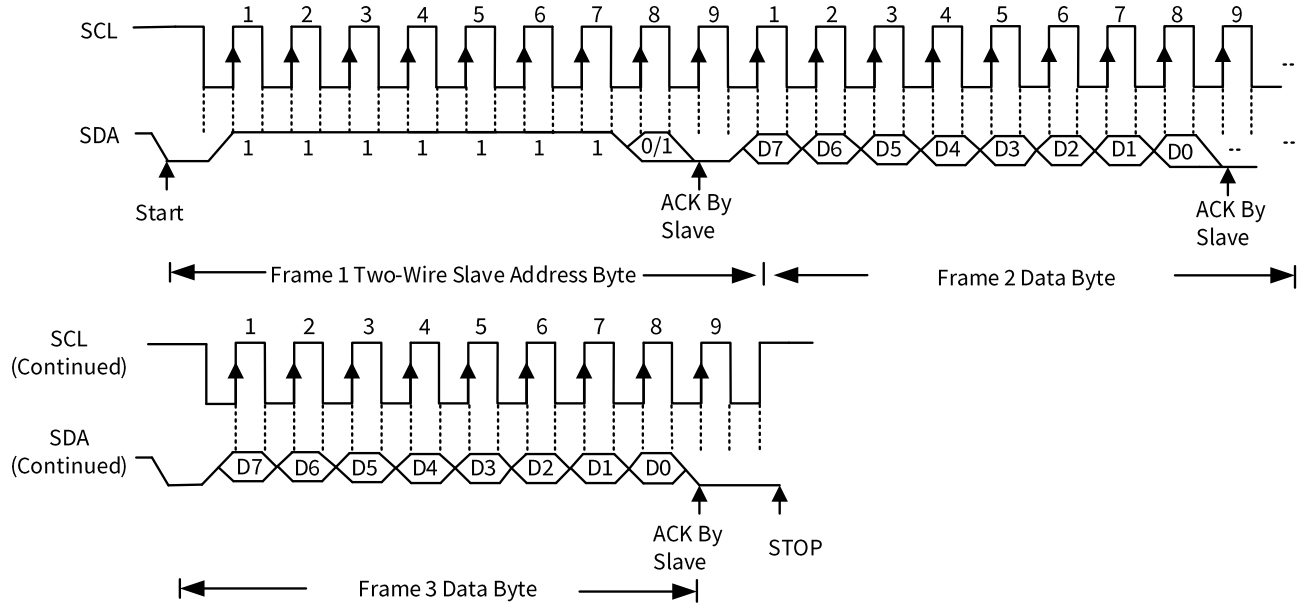 SCL 1 2 3 4 5 6 7 8 9 1 2 3 4 5 6 7 8 9 --
SDA 1 1 1 1 1 1 1 0/1 D7 D6 D5 D4 D3 D2 D1 D0 -- --
Start
ACK By
Slave
ACK By
Slave
Frame 1 Two-Wire Slave Address Byte
Frame 2 Data Byte
SCL
(Continued)
1 2 3 4 5 6 7 8 9
SDA
(Continued)
D7 D6 D5 D4 D3 D2 D1 D0
ACK By
Slave
STOP
Frame 3 Data Byte